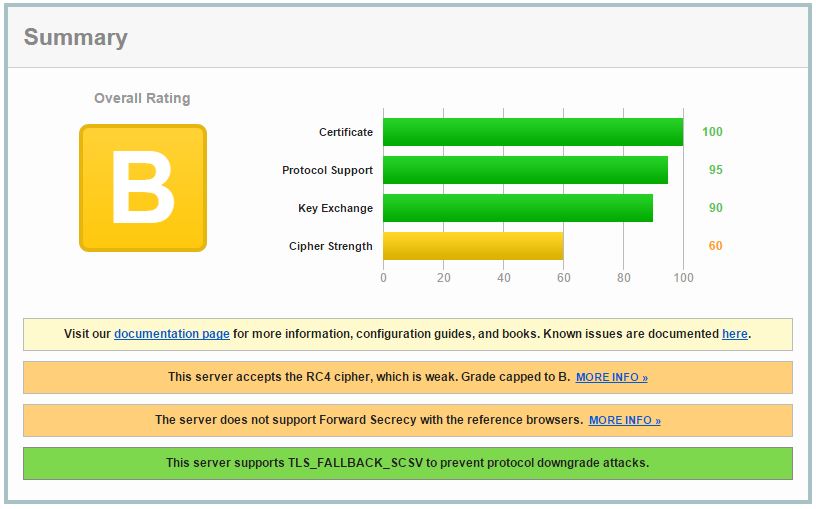 Summary
Overall Rating
B
Certificate 100
Protocol Support 95
Key Exchange 90
Cipher Strength 60
0 20 40 60 80 100
Visit our documentation page for more information, configuration guides, and books. Known issues are documented here.
This server accepts the RC4 cipher, which is weak. Grade capped to B. MORE INFO »
The server does not support Forward Secrecy with the reference browsers. MORE INFO »
This server supports TLS_FALLBACK_SCSV to prevent protocol downgrade attacks.